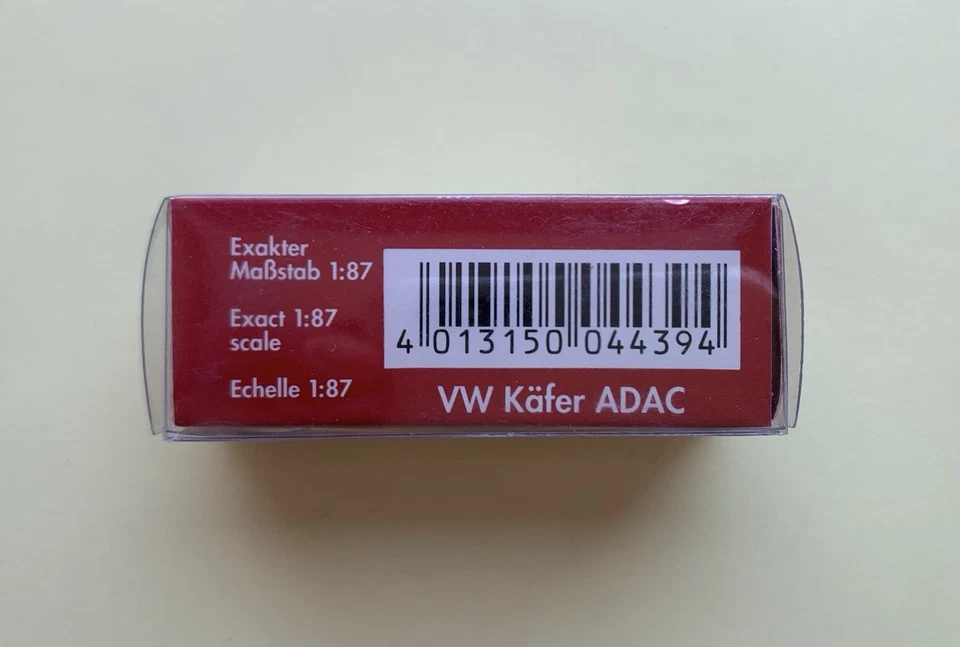 Exakter
Maßstab 1:87
Exact 1:87
scale
Echelle 1:87
4 013150 044394
VW Käfer ADAC